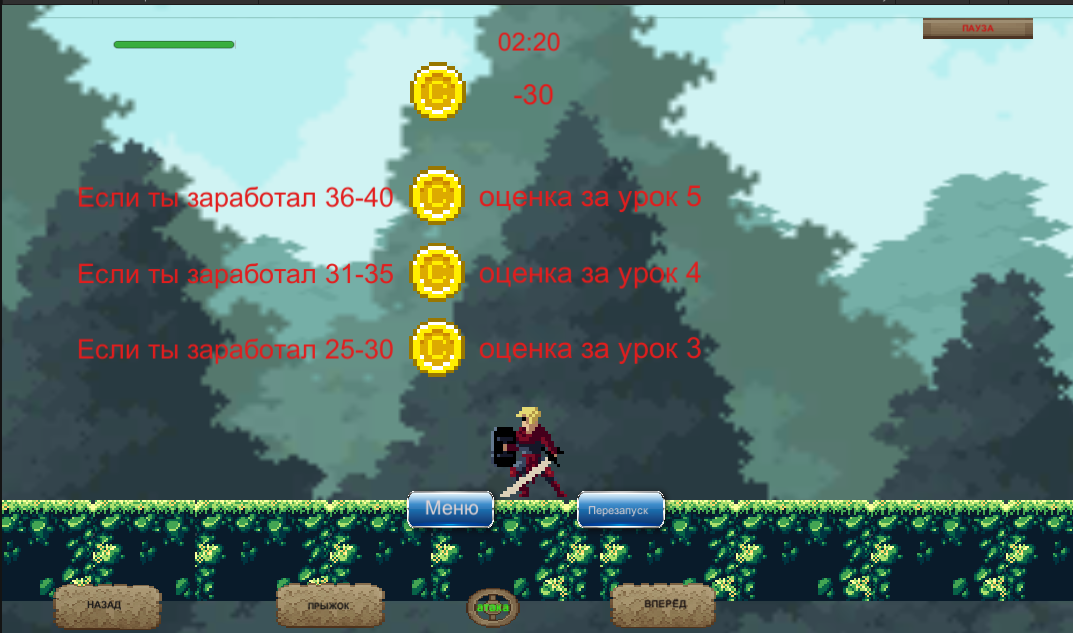 02:20
ПАУЗА
-30
Если ты заработал 36-40 оценка за урок 5
Если ты заработал 31-35 оценка за урок 4
Если ты заработал 25-30 оценка за урок 3
Меню
Перезапуск
НАЗАД
ПРЫЖОК
атака
ВПЕРЁД